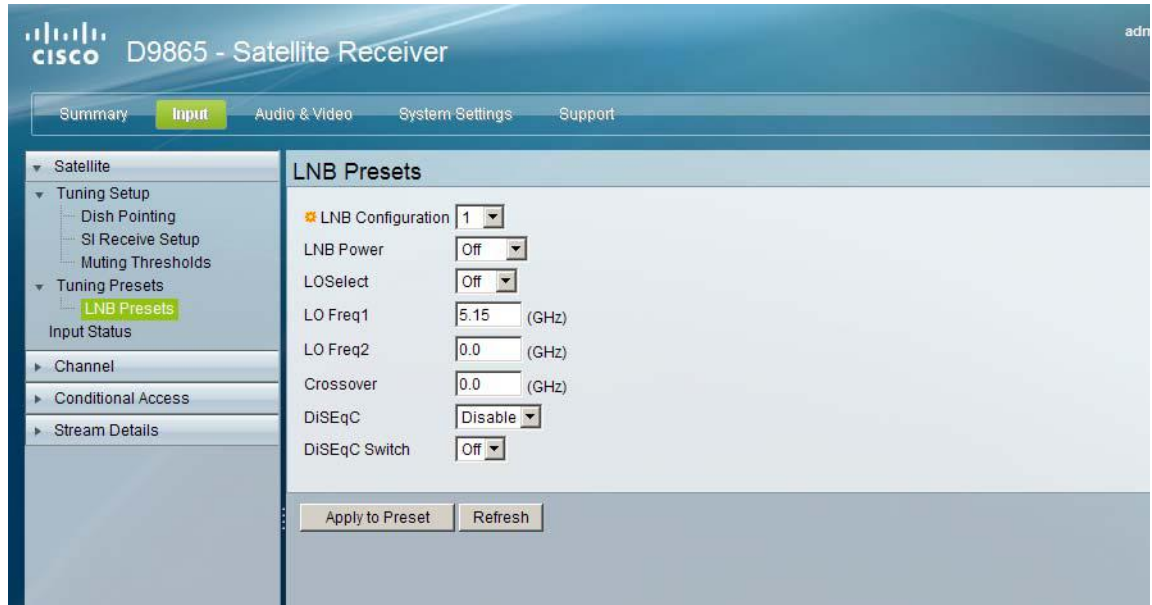 cisco D9865 - Satellite Receiver
Summary Input Audio & Video System Settings Support
Satellite
Tuning Setup
Dish Pointing
SI Receive Setup
Muting Thresholds
Tuning Presets
LNB Presets
Input Status
Channel
Conditional Access
Stream Details
LNB Presets
LNB Configuration 1
LNB Power Off
LOSelect Off
LO Freq1 5.15 (GHz)
LO Freq2 0.0 (GHz)
Crossover 0.0 (GHz)
DiSEqC Disable
DiSEqC Switch Off
Apply to Preset Refresh